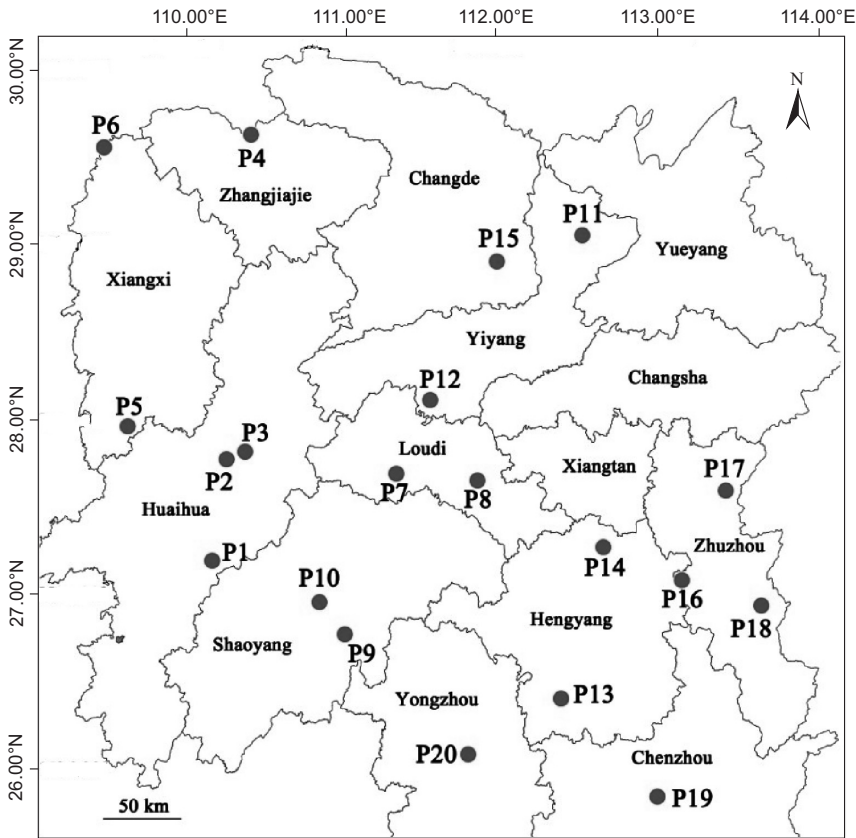 110.00°E 111.00°E 112.00°E 113.00°E 114.00°E
30.00°N
N
P6
P4
Zhangjiajie
Changde
P11
P15
Yueyang
29.00°N
Xiangxi
Yiyang
P12
Changsha
28.00°N
P5
P3
P2
Loudi
P7
P8
Xiangtan
P17
Huaihua
P1
Zhuzhou
P14
27.00°N
P10
P16
Hengyang
P18
Shaoyang
P9
Yongzhou
P13
26.00°N
P20
Chenzhou
P19
50 km